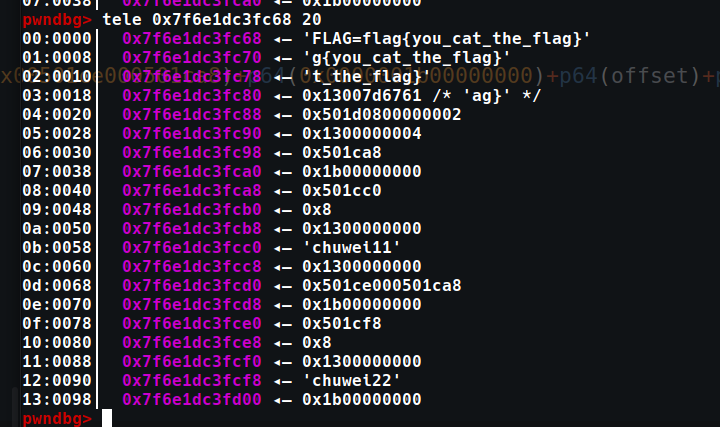 07:0038│ 0x7f6e1dc3fca0 ◂— 0x1b00000000
pwndbg> tele 0x7f6e1dc3fc68 20
00:0000│ 0x7f6e1dc3fc68 ◂— 'FLAG=flag{you_cat_the_flag}'
01:0008│ 0x7f6e1dc3fc70 ◂— 'g{you_cat_the_flag}'
02:0010│ 0x7f6e1dc3fc78 ◂— 't_the_flag}'
03:0018│ 0x7f6e1dc3fc80 ◂— 0x13007d6761 /* 'ag}' */
04:0020│ 0x7f6e1dc3fc88 ◂— 0x501d0800000002
05:0028│ 0x7f6e1dc3fc90 ◂— 0x1300000004
06:0030│ 0x7f6e1dc3fc98 ◂— 0x501ca8
07:0038│ 0x7f6e1dc3fca0 ◂— 0x1b00000000
08:0040│ 0x7f6e1dc3fca8 ◂— 0x501cc0
09:0048│ 0x7f6e1dc3fcb0 ◂— 0x8
0a:0050│ 0x7f6e1dc3fcb8 ◂— 0x1300000000
0b:0058│ 0x7f6e1dc3fcc0 ◂— 'chuwei11'
0c:0060│ 0x7f6e1dc3fcc8 ◂— 0x1300000000
0d:0068│ 0x7f6e1dc3fcd0 ◂— 0x501ce000501ca8
0e:0070│ 0x7f6e1dc3fcd8 ◂— 0x1b00000000
0f:0078│ 0x7f6e1dc3fce0 ◂— 0x501cf8
10:0080│ 0x7f6e1dc3fce8 ◂— 0x8
11:0088│ 0x7f6e1dc3fcf0 ◂— 0x1300000000
12:0090│ 0x7f6e1dc3fcf8 ◂— 'chuwei22'
13:0098│ 0x7f6e1dc3fd00 ◂— 0x1b00000000
pwndbg>